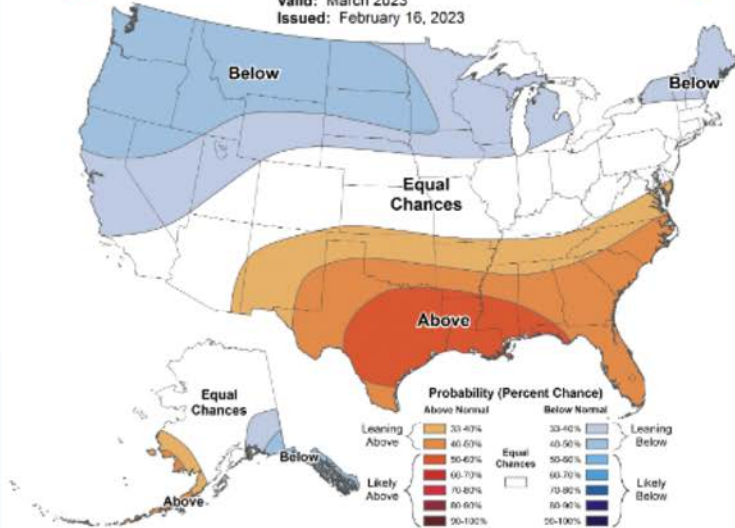 Valid: March 2023
Issued: February 16, 2023
Below
Below
Equal
Chances
Above
Equal
Chances
Below
Above
Probability (Percent Chance)
Above Normal
Below Normal
Leaning
Above
33-40%
40-50%
Likely
Above
50-60%
60-70%
70-80%
80-90%
90-100%
Equal
Chances
33-40%
40-50%
Leaning
Below
50-60%
60-70%
70-80%
80-90%
90-100%
Likely
Below